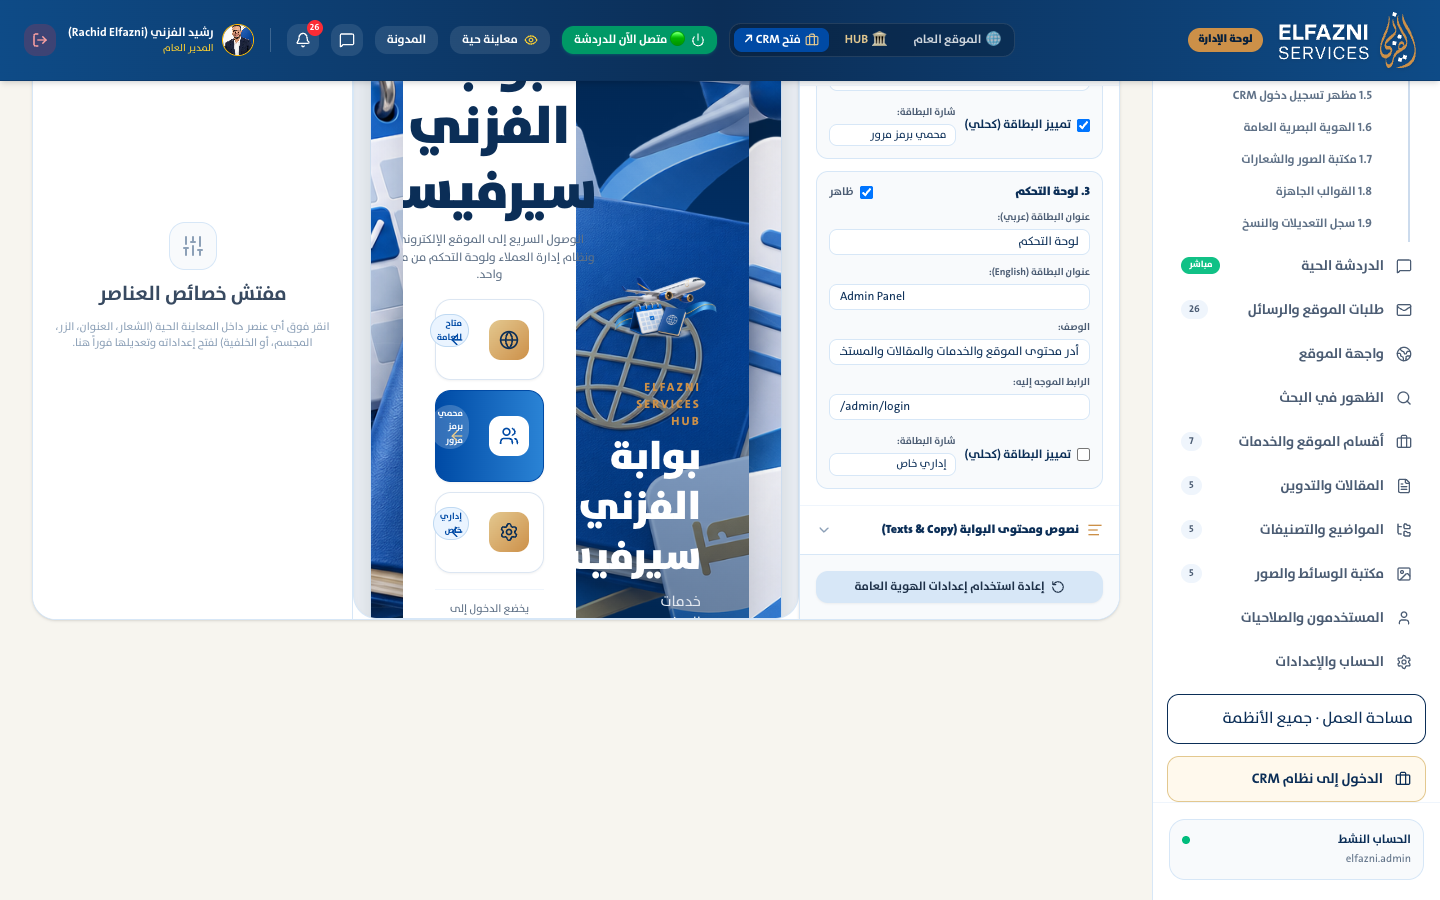 ELFAZNI
SERVICES
لوحة الإدارة
الموقع العام
HUB
فتح CRM
متصل الآن للدردشة
معاينة حية
المدونة
26
رشيد الفزني (Rachid Elfazni)
المدير العام
1.5 مظهر تسجيل دخول CRM
1.6 الهوية البصرية العامة
1.7 مكتبة الصور والشعارات
1.8 القوالب الجاهزة
1.9 سجل التعديلات والنسخ
الدردشة الحية
مباشر
طلبات الموقع والرسائل
26
واجهة الموقع
الظهور في البحث
أقسام الموقع والخدمات
7
المقالات والتدوين
5
المواضيع والتصنيفات
5
مكتبة الوسائط والصور
5
المستخدمون والصلاحيات
الحساب والإعدادات
مساحة العمل · جميع الأنظمة
الدخول إلى نظام CRM
الحساب النشط
elfazni.admin
شارة البطاقة:
تمييز البطاقة (كحلي)
محمي برمز مرور
3. لوحة التحكم
ظاهر
عنوان البطاقة (عربي):
لوحة التحكم
عنوان البطاقة (English):
Admin Panel
الوصف:
أدر محتوى الموقع والخدمات والمقالات والمستخ
الرابط الموجه إليه:
/admin/login
شارة البطاقة:
تمييز البطاقة (كحلي)
إداري خاص
نصوص ومحتوى البوابة (Texts & Copy)
إعادة استخدام إعدادات الهوية العامة
ELFAZNI
SERVICES
HUB
بوابة
الفزني
سيرفيس
خدمات
الفزني
سيرفيس
الوصول السريع إلى الموقع الإلكتروني
ونظام إدارة العملاء ولوحة التحكم من
واحد.
متاح
للعامة
محمي
برمز
مرور
إداري
خاص
يخضع الدخول إلى
مفتش خصائص العناصر
انقر فوق أي عنصر داخل المعاينة الحية (الشعار، العنوان، الزر،
المجسم، أو الخلفية) لفتح إعداداته وتعديلها فوراً هنا.